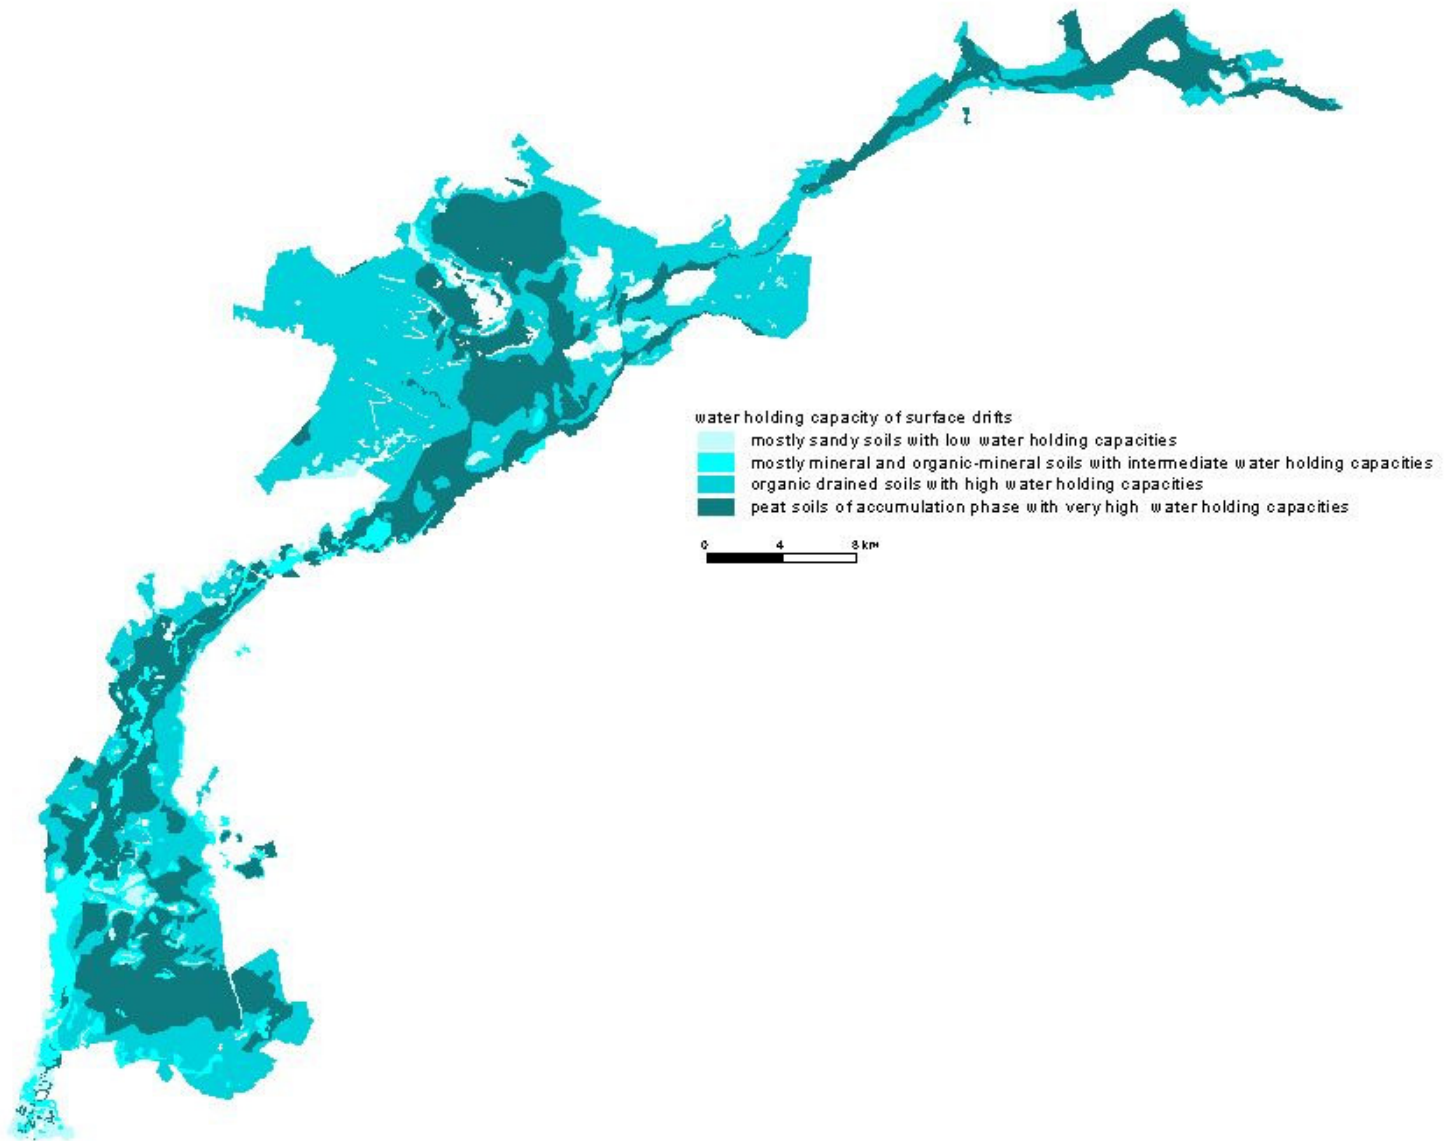 water holding capacity of surface drifts
mostly sandy soils with low water holding capacities
mostly mineral and organic-mineral soils with intermediate water holding capacities
organic drained soils with high water holding capacities
peat soils of accumulation phase with very high water holding capacities
0 4 8 km